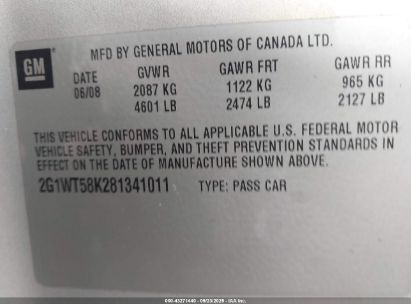 GM
MFD BY GENERAL MOTORS OF CANADA LTD.
DATE GVWR GAWR FRT GAWR RR
06/08 2087 KG 1122 KG 965 KG
4601 LB 2474 LB 2127 LB
THIS VEHICLE CONFORMS TO ALL APPLICABLE U.S. FEDERAL MOTOR
VEHICLE SAFETY, BUMPER, AND THEFT PREVENTION STANDARDS IN
EFFECT ON THE DATE OF MANUFACTURE SHOWN ABOVE.
2G1WT58K281341011 TYPE: PASS CAR